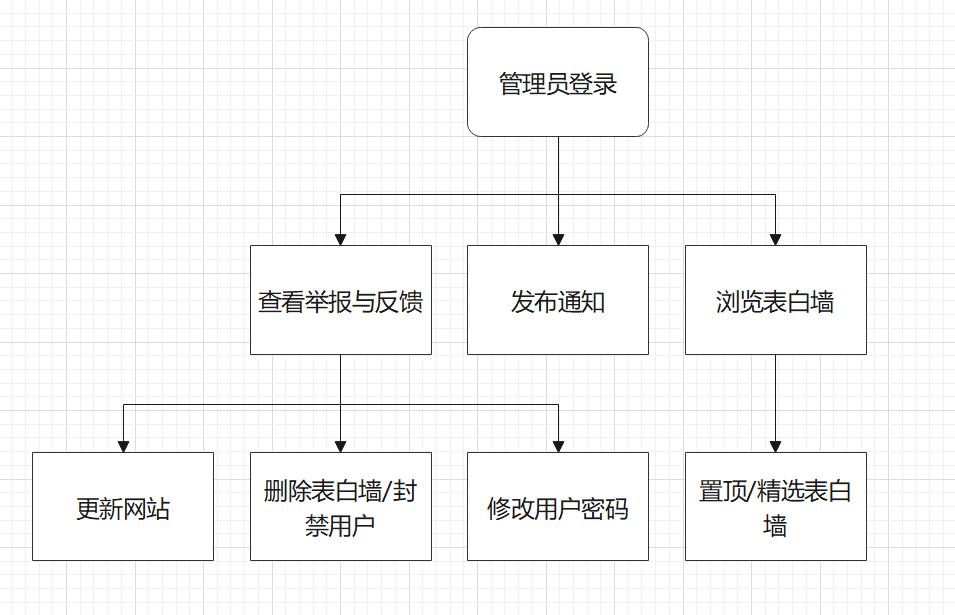 管理员登录
查看举报与反馈
发布通知
浏览表白墙
更新网站
删除表白墙/封
禁用户
修改用户密码
置顶/精选表白
墙